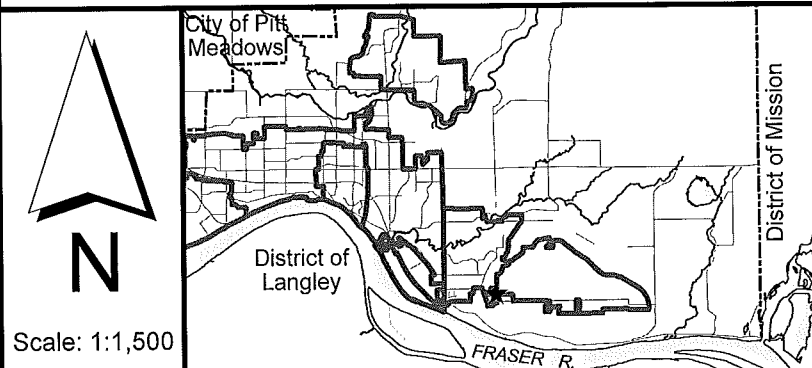 N
Scale: 1:1,500
City of Pitt
Meadows
District of
Langley
District of Mission
FRASER R.